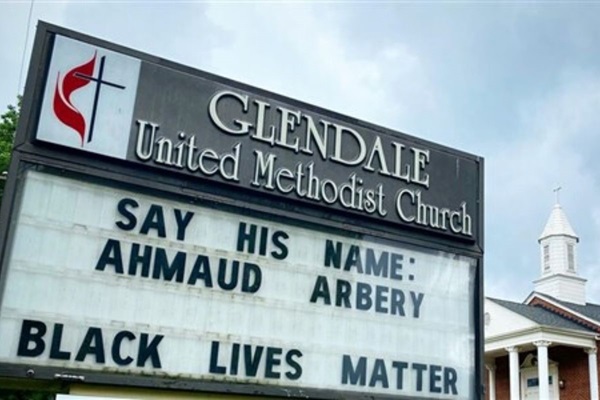 GLENDALE
United Methodist Church
SAY HIS NAME:
AHMAUD ARBERY
BLACK LIVES MATTER